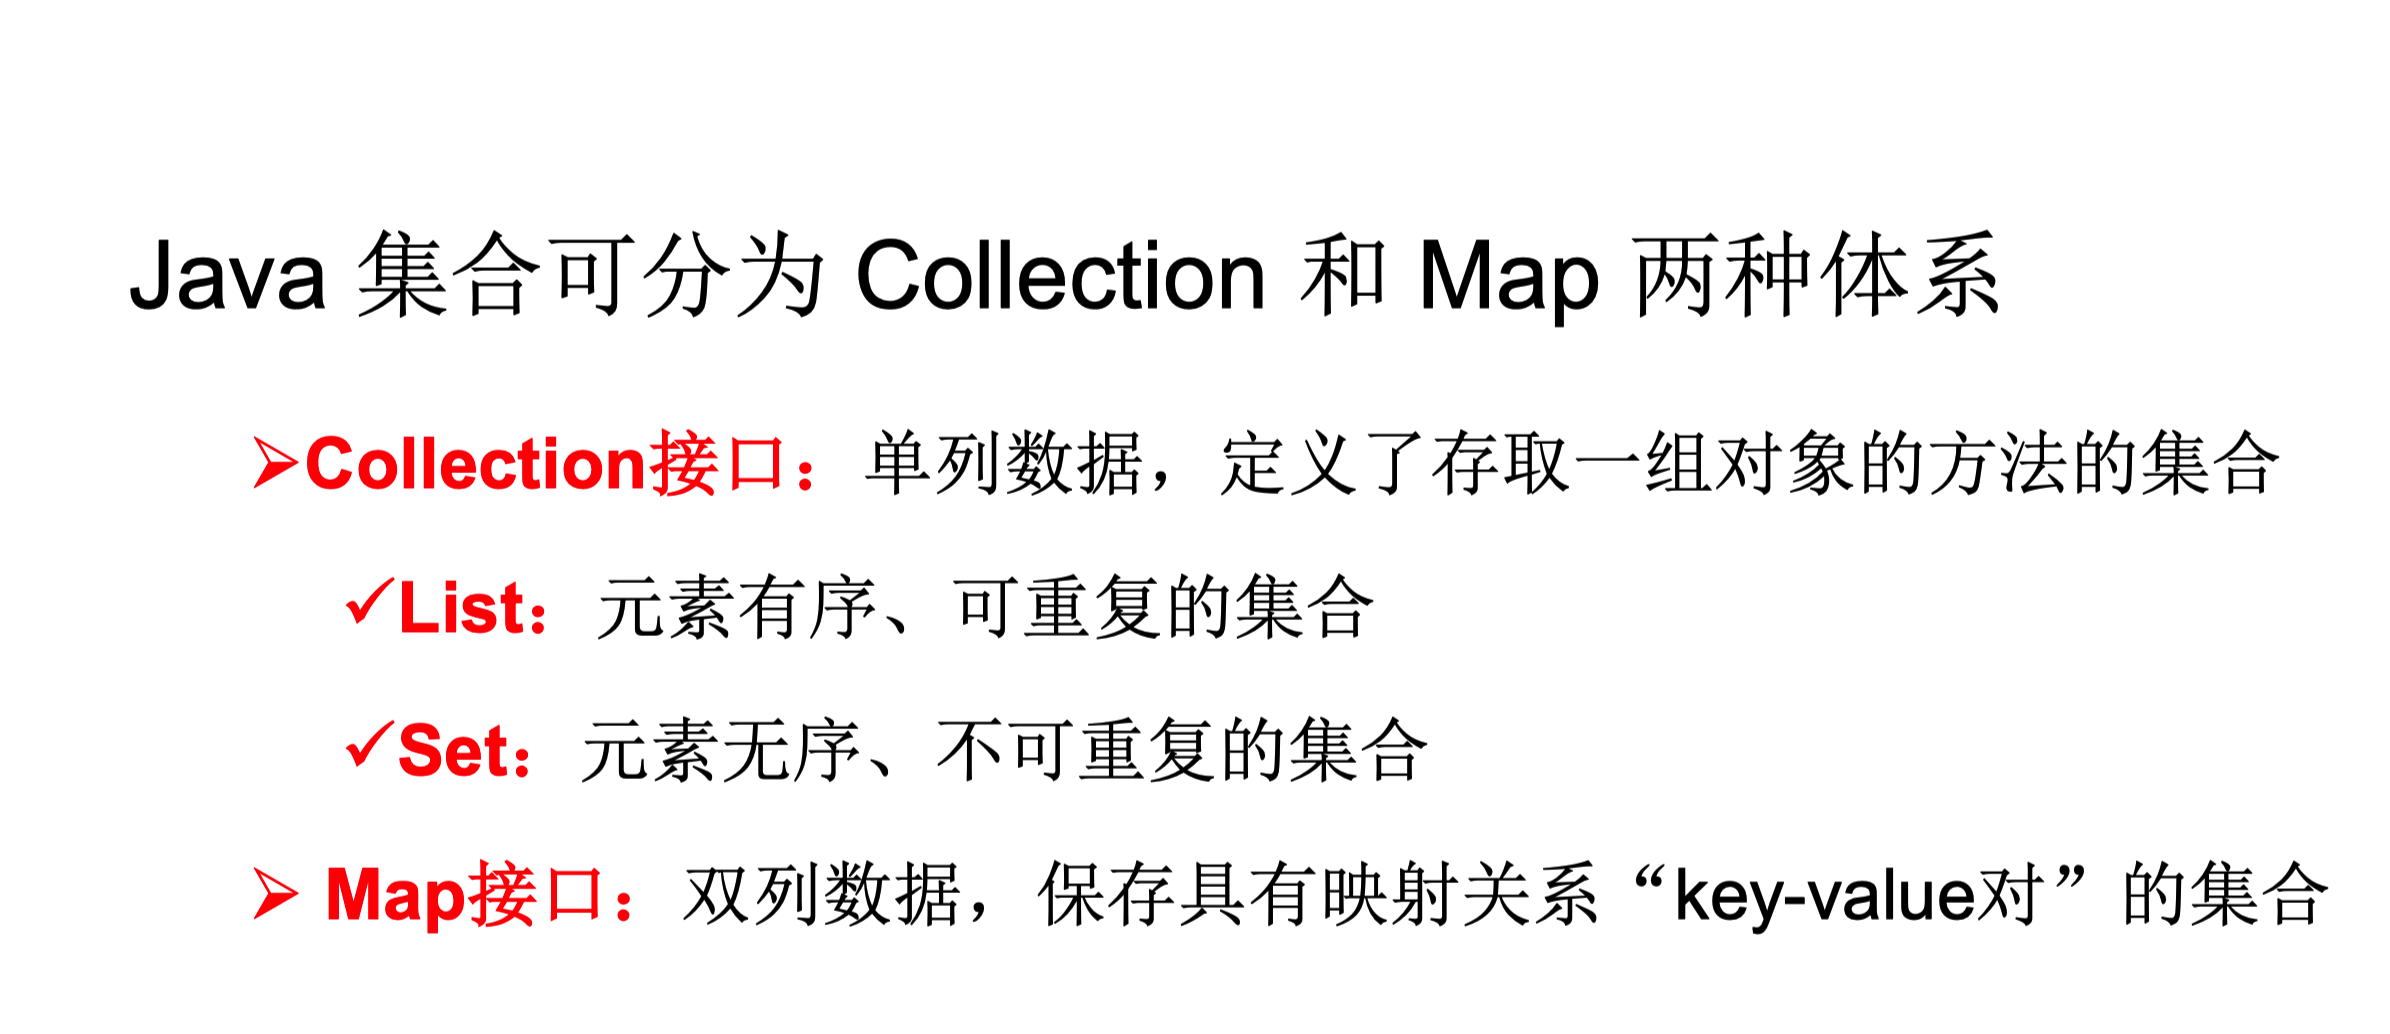 Java 集合可分为 Collection 和 Map 两种体系
➢Collection接口：单列数据，定义了存取一组对象的方法的集合
✓List：元素有序、可重复的集合
✓Set：元素无序、不可重复的集合
➢ Map接口：双列数据，保存具有映射关系“key-value对”的集合